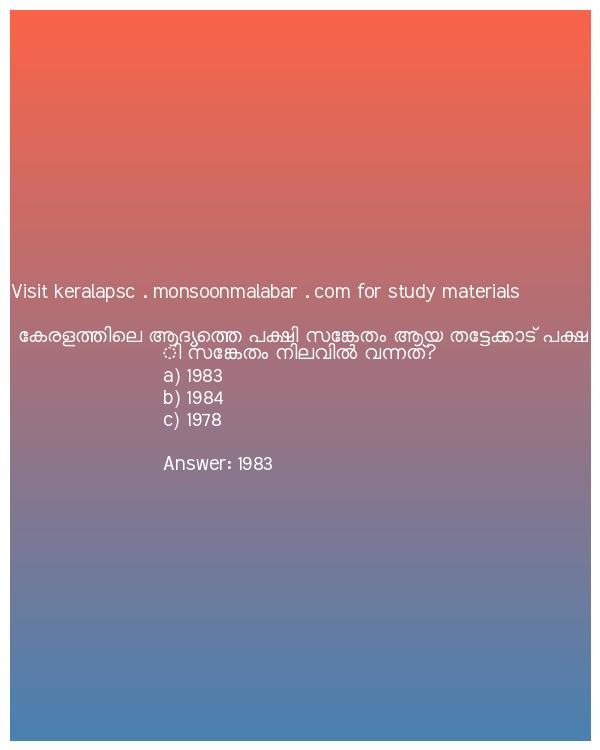 Visit keralapsc . monsoonmalabar . com for study materials
കേരളത്തിലെ ആദ്യത്തെ പക്ഷി സങ്കേതം ആയ തട്ടേക്കാട് പക്ഷ
ി സങ്കേതം നിലവിൽ വന്നത്?
a) 1983
b) 1984
c) 1978
Answer: 1983